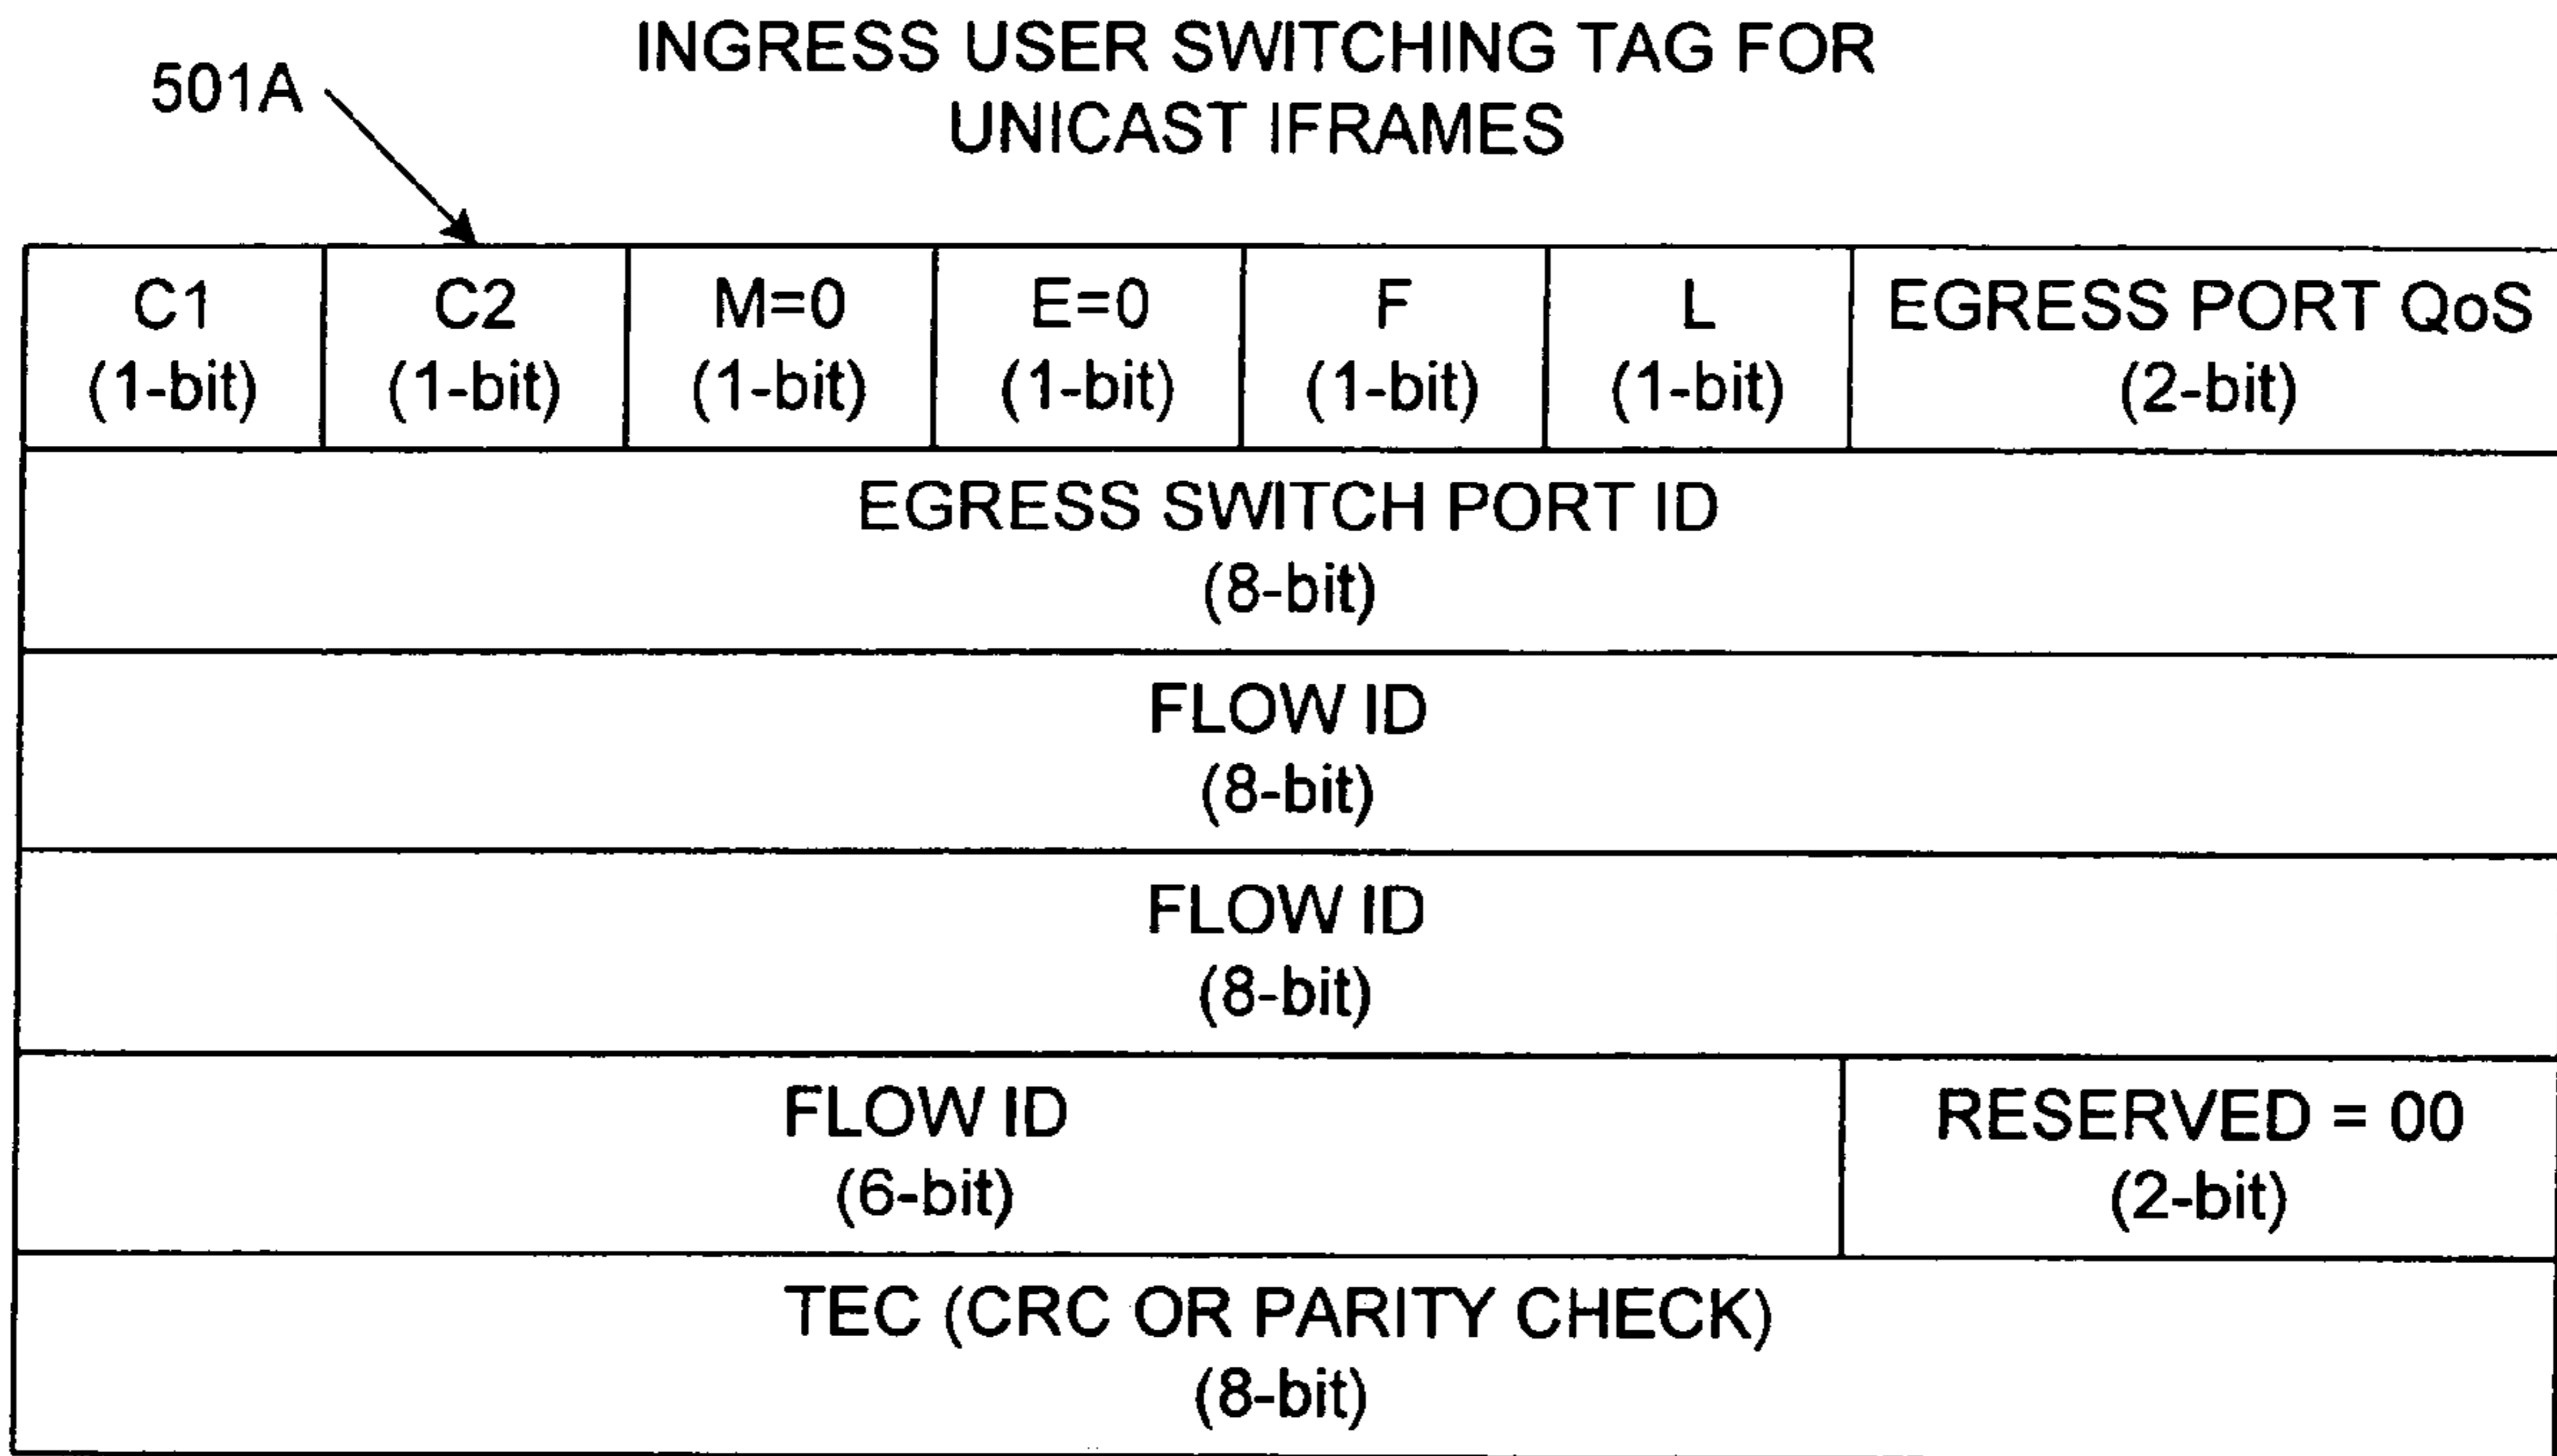 INGRESS USER SWITCHING TAG FOR
UNICAST IFRAMES
501A
C1 C2 M=0 E=0 F L EGRESS PORT QoS
(1-bit) (1-bit) (1-bit) (1-bit) (1-bit) (1-bit) (2-bit)
EGRESS SWITCH PORT ID
(8-bit)
FLOW ID
(8-bit)
FLOW ID
(8-bit)
FLOW ID RESERVED = 00
(6-bit) (2-bit)
TEC (CRC OR PARITY CHECK)
(8-bit)